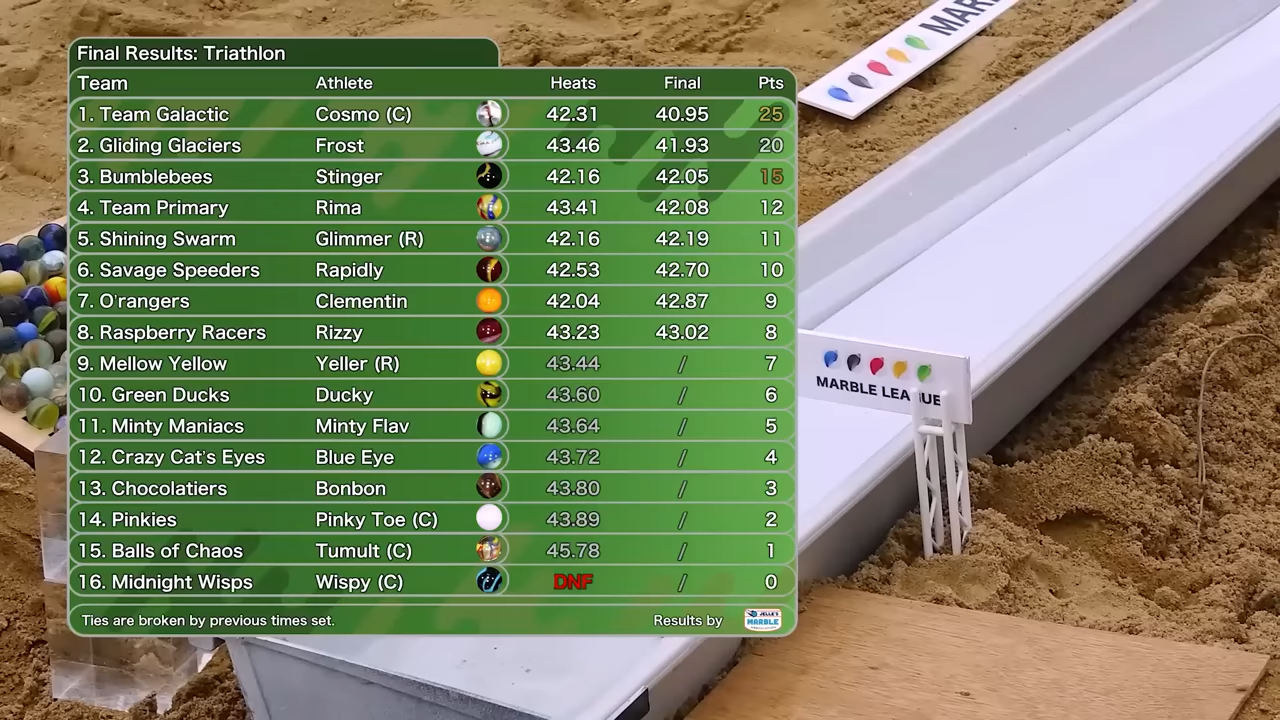 Final Results: Triathlon
Team Athlete Heats Final Pts
1. Team Galactic Cosmo (C) 42.31 40.95 25
2. Gliding Glaciers Frost 43.46 41.93 20
3. Bumblebees Stinger 42.16 42.05 15
4. Team Primary Rima 43.41 42.08 12
5. Shining Swarm Glimmer (R) 42.16 42.19 11
6. Savage Speeders Rapidly 42.53 42.70 10
7. O'rangers Clementin 42.04 42.87 9
8. Raspberry Racers Rizzy 43.23 43.02 8
9. Mellow Yellow Yeller (R) 43.44 / 7
10. Green Ducks Ducky 43.60 / 6
11. Minty Maniacs Minty Flav 43.64 / 5
12. Crazy Cat's Eyes Blue Eye 43.72 / 4
13. Chocolatiers Bonbon 43.80 / 3
14. Pinkies Pinky Toe (C) 43.89 / 2
15. Balls of Chaos Tumult (C) 45.78 / 1
16. Midnight Wisps Wispy (C) DNF / 0
Ties are broken by previous times set. Results by
JELLE'S
MARBLE
MAR
MARBLE LEAGUE